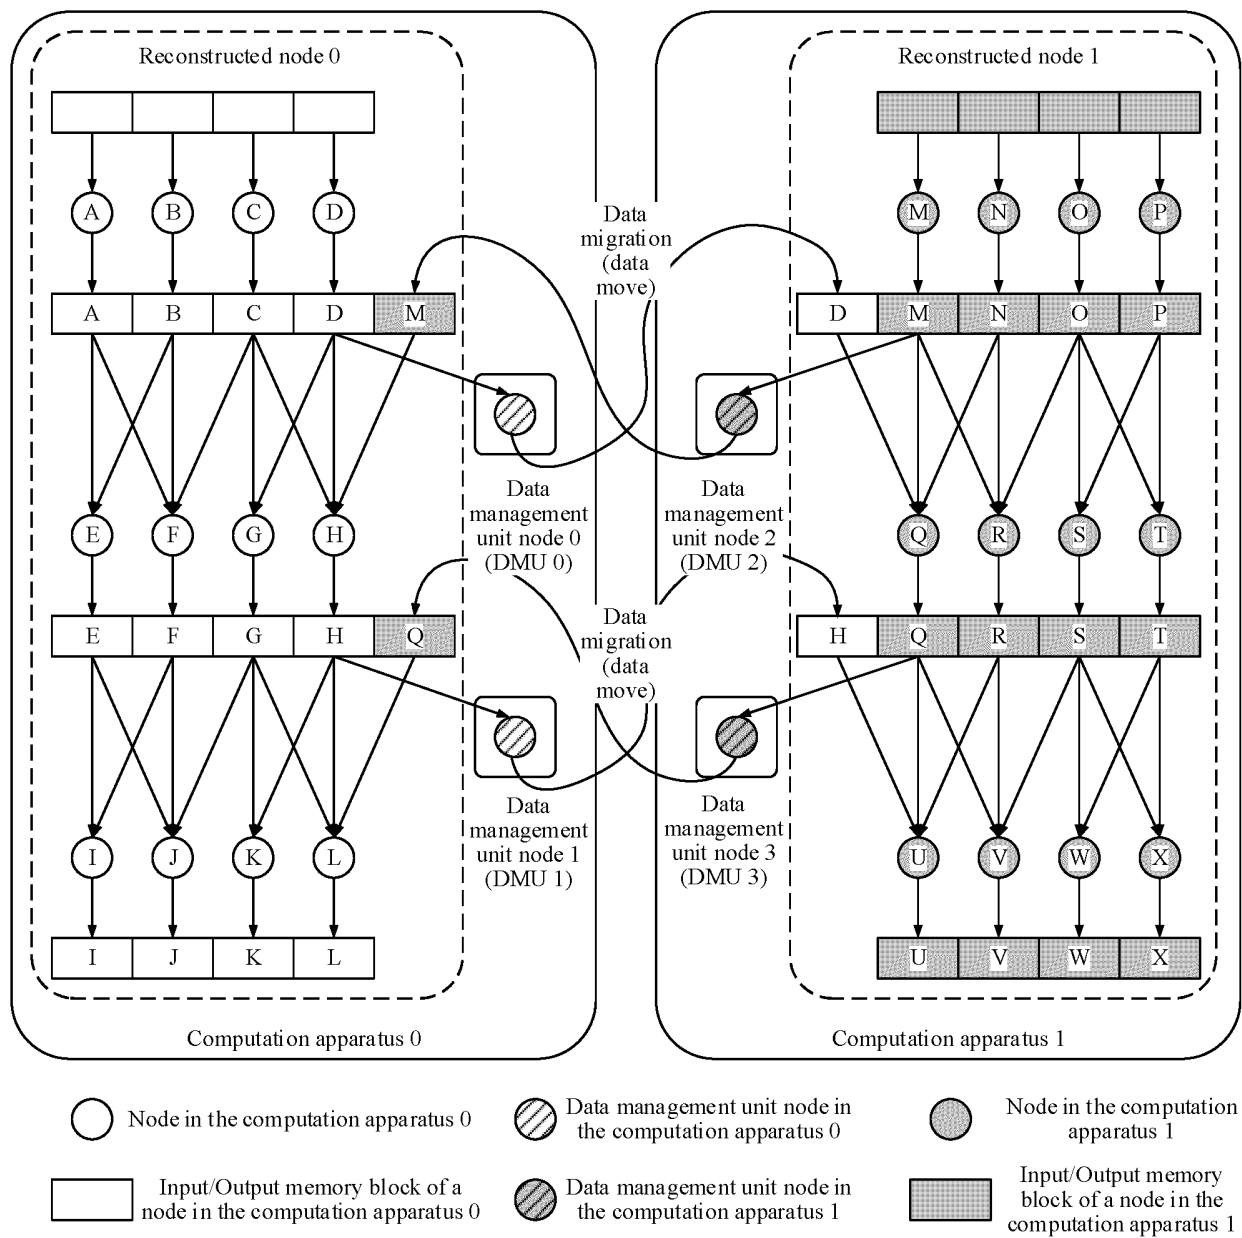 Reconstructed node 0
Reconstructed node 1
A B C D
M N O P
Data
migration
(data
move)
A B C D M
D M N O P
Data
management
unit node 0
(DMU 0)
Data
management
unit node 2
(DMU 2)
E F G H
Q R S T
Data
migration
(data
move)
E F G H Q
H Q R S T
Data
management
unit node 1
(DMU 1)
Data
management
unit node 3
(DMU 3)
I J K L
U V W X
I J K L
U V W X
Computation apparatus 0
Computation apparatus 1
Node in the computation apparatus 0
Data management unit node in
the computation apparatus 0
Node in the computation
apparatus 1
Input/Output memory block of a
node in the computation apparatus 0
Data management unit node in
the computation apparatus 1
Input/Output memory
block of a node in the
computation apparatus 1